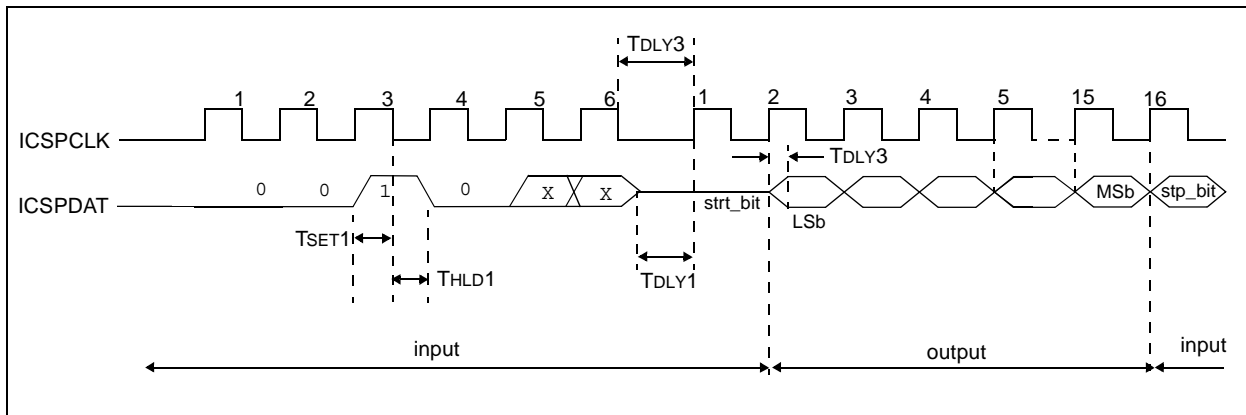 TDLY3
1 2 3 4 5 6 1 2 3 4 5 15 16
ICSPCLK
TDLY3
0 0 1 0 X X strt_bit MSb stp_bit
ICSPDAT
LSb
TSET1
THLD1
TDLY1
input output input